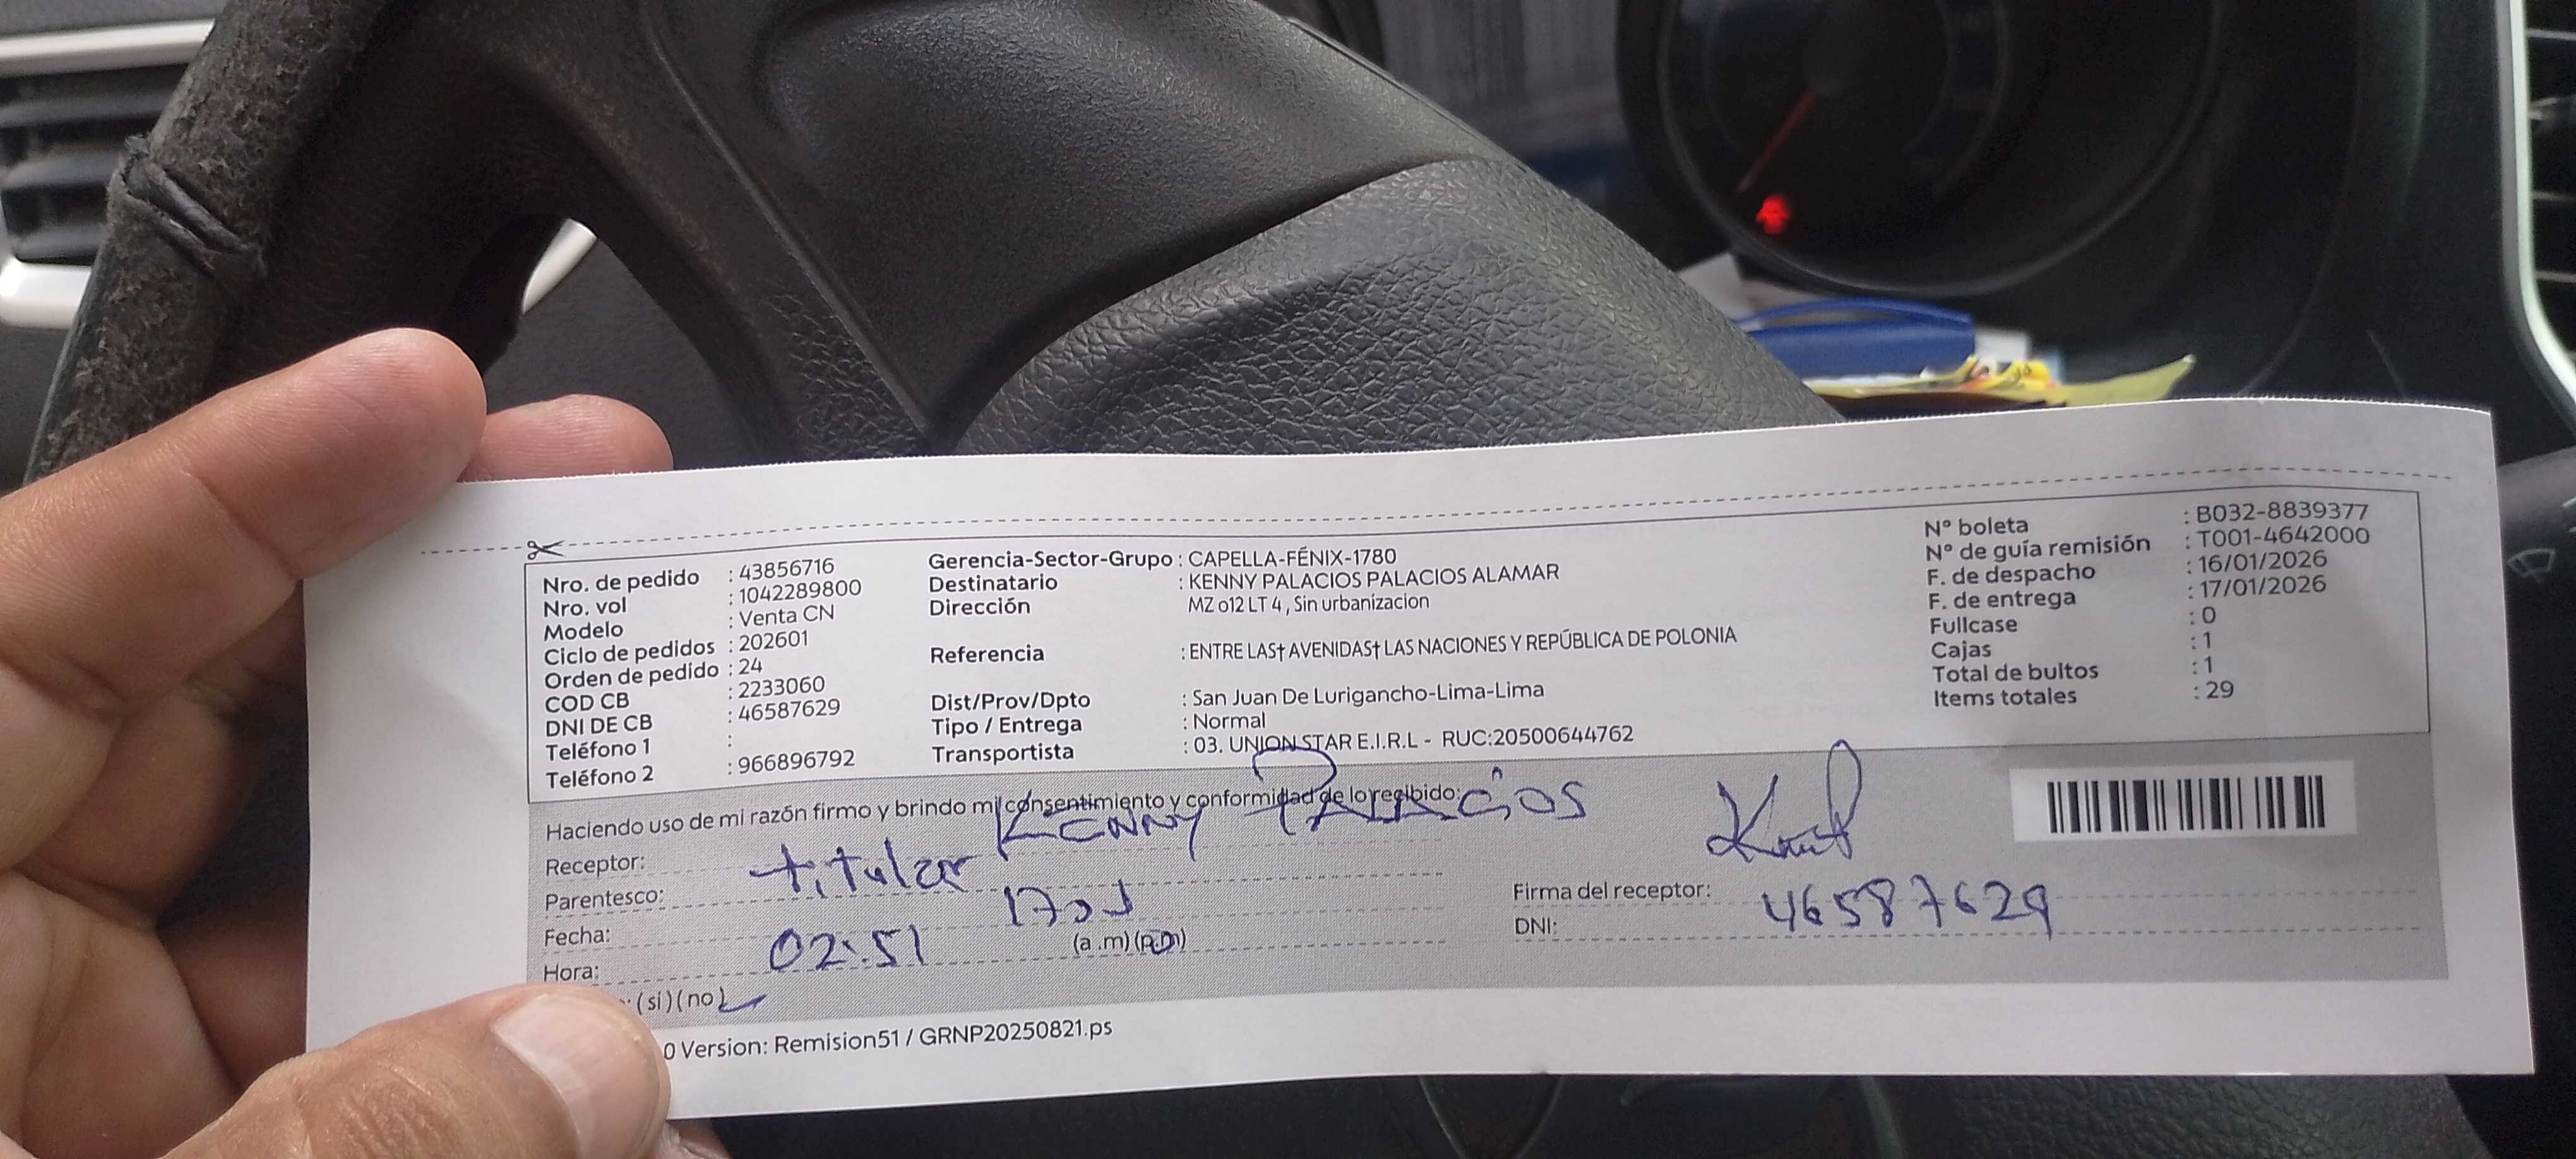 Nro. de pedido : 43856716
Nro. vol : 1042289800
Modelo : Venta CN
Ciclo de pedidos : 202601
Orden de pedido : 24
COD CB : 2233060
DNI DE CB : 46587629
Teléfono 1 :
Teléfono 2 : 966896792
Gerencia-Sector-Grupo : CAPELLA-FÉNIX-1780
Destinatario : KENNY PALACIOS PALACIOS ALAMAR
Dirección MZ o12 LT 4 , Sin urbanizacion
Referencia : ENTRE LAS† AVENIDAS† LAS NACIONES Y REPÚBLICA DE POLONIA
Dist/Prov/Dpto : San Juan De Lurigancho-Lima-Lima
Tipo / Entrega : Normal
Transportista : 03. UNION STAR E.I.R.L - RUC:20500644762
N° boleta : B032-8839377
N° de guía remisión : T001-4642000
F. de despacho : 16/01/2026
F. de entrega : 17/01/2026
Fullcase : 0
Cajas : 1
Total de bultos : 1
Items totales : 29
Haciendo uso de mi razón firmo y brindo mi consentimiento y conformidad de lo recibido:
Receptor: Kenny Palacios
Parentesco: titular
Fecha:
Hora: 02:51 (a .m) (p.m)
(si) (no)
Firma del receptor:
DNI: 46587629
0 Version: Remision51 / GRNP20250821.ps